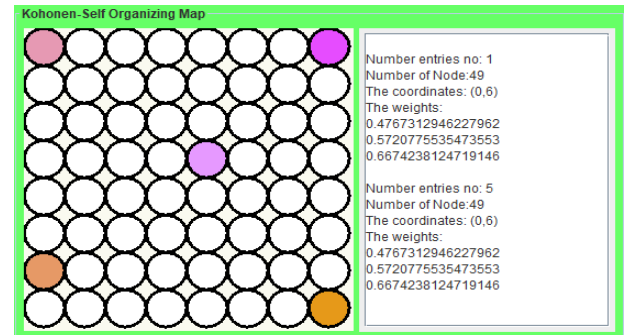 Kohonen-Self Organizing Map
Number entries no: 1
Number of Node:49
The coordinates: (0,6)
The weights:
0.4767312946227962
0.5720775535473553
0.6674238124719146
Number entries no: 5
Number of Node:49
The coordinates: (0,6)
The weights:
0.4767312946227962
0.5720775535473553
0.6674238124719146